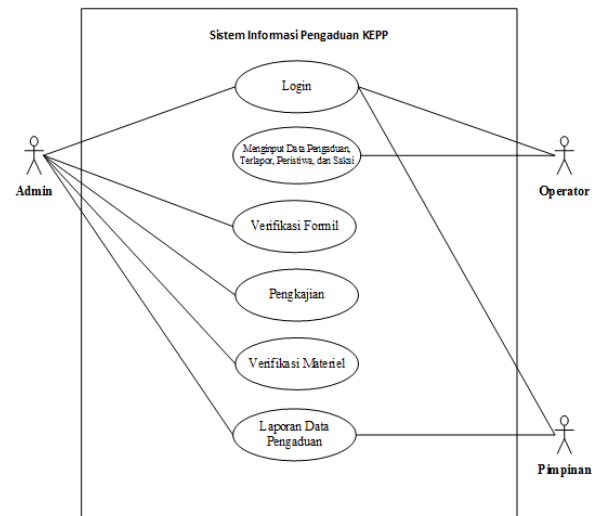 Sistem Informasi Pengaduan KEPP
Login
Menginput Data Pengaduan,
Terlapor, Peristiwa, dan Saksi
Admin
Operator
Verifikasi Formil
Pengkajian
Verifikasi Materiel
Laporan Data
Pengaduan
Pimpinan